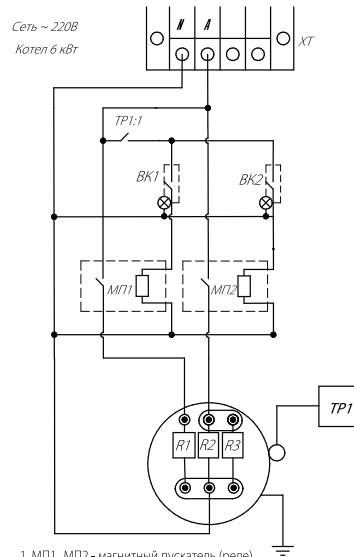 Сеть ~ 220В
Котел 6 кВт
N A
XT
ТР1:1
ВК1
ВК2
МП1
МП2
R1 R2 R3
ТР1
1. МП1, МП2 - магнитный пускатель (реле)